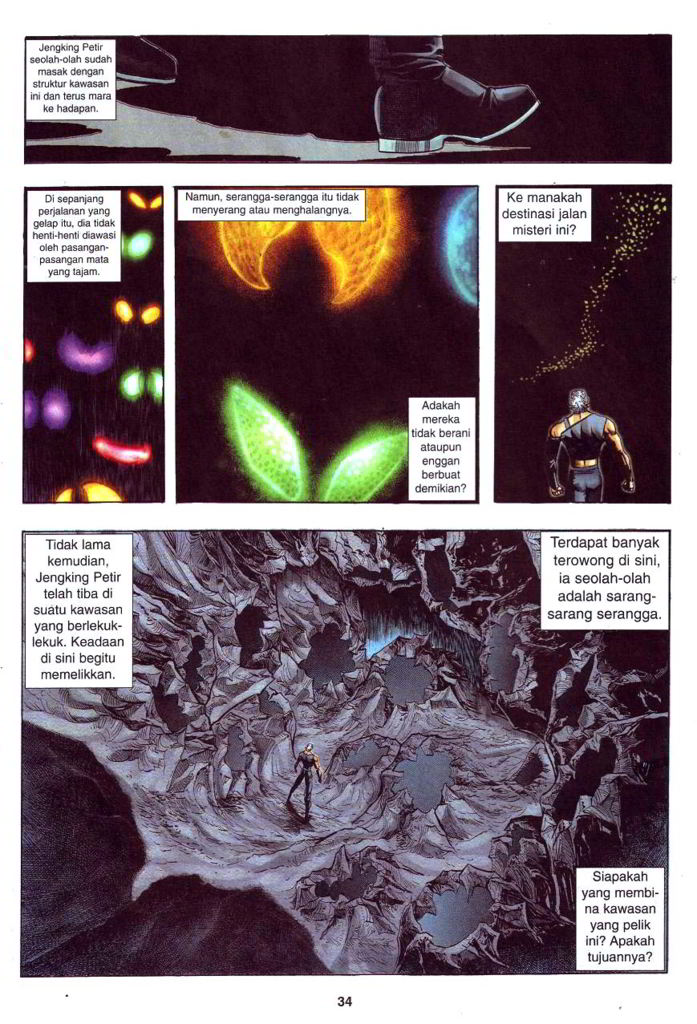 Jengking Petir
seolah-olah sudah
masak dengan
struktur kawasan
ini dan terus mara
ke hadapan.
Di sepanjang
perjalanan yang
gelap itu, dia tidak
henti-henti diawasi
oleh pasangan-
pasangan mata
yang tajam.
Namun, serangga-serangga itu tidak
menyerang atau menghalangnya.
Adakah
mereka
tidak berani
ataupun
enggan
berbuat
demikian?
Ke manakah
destinasi jalan
misteri ini?
Tidak lama
kemudian,
Jengking Petir
telah tiba di
suatu kawasan
yang berlekuk-
lekuk. Keadaan
di sini begitu
memelikkan.
Terdapat banyak
terowong di sini,
ia seolah-olah
adalah sarang-
sarang serangga.
Siapakah
yang membi-
na kawasan
yang pelik
ini? Apakah
tujuannya?
34